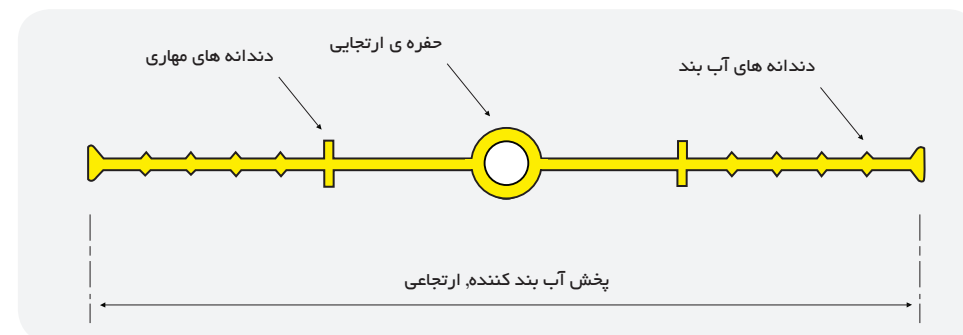 حفره ی ارتجایی
دندانه های مهاری
دندانه های آب بند
پخش آب بند کننده, ارتجاعی